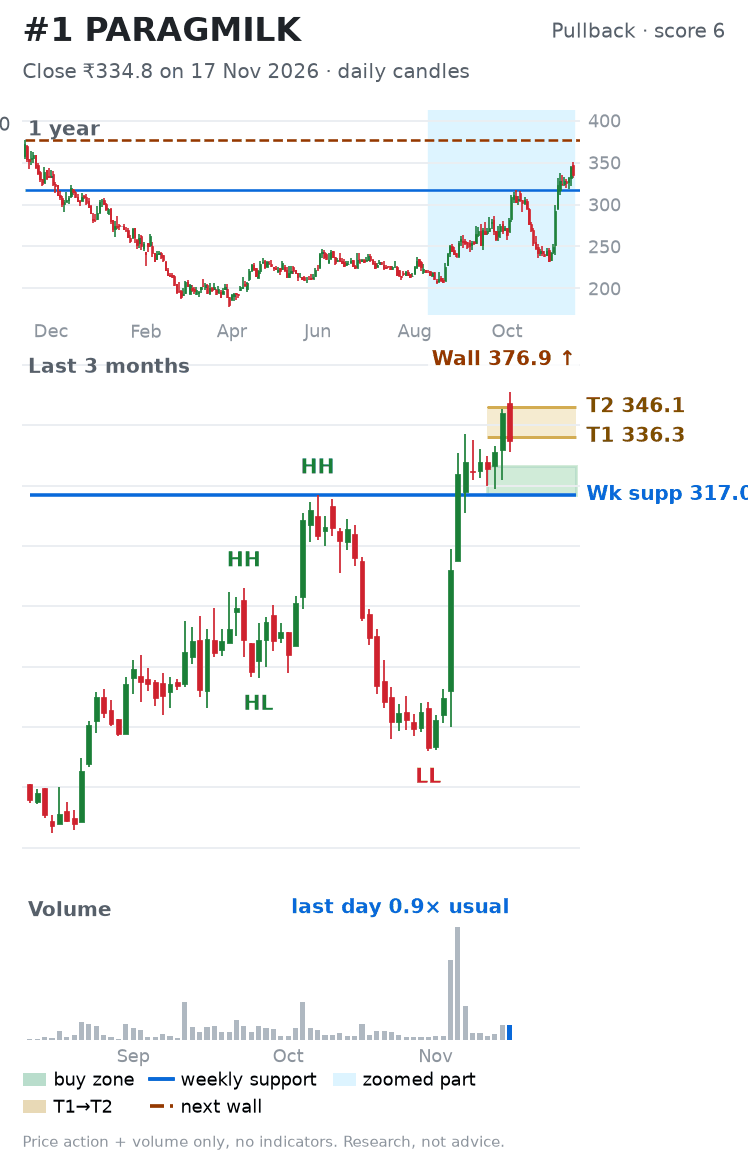 #1 PARAGMILK
Pullback · score 6
Close ₹334.8 on 17 Nov 2026 · daily candles
0
1 year
400
350
300
250
200
Dec Feb Apr Jun Aug Oct
Wall 376.9 ↑
Last 3 months
T2 346.1
T1 336.3
HH
Wk supp 317.0
HH
HL
LL
Volume
last day 0.9× usual
Sep Oct Nov
buy zone weekly support zoomed part
T1→T2 next wall
Price action + volume only, no indicators. Research, not advice.